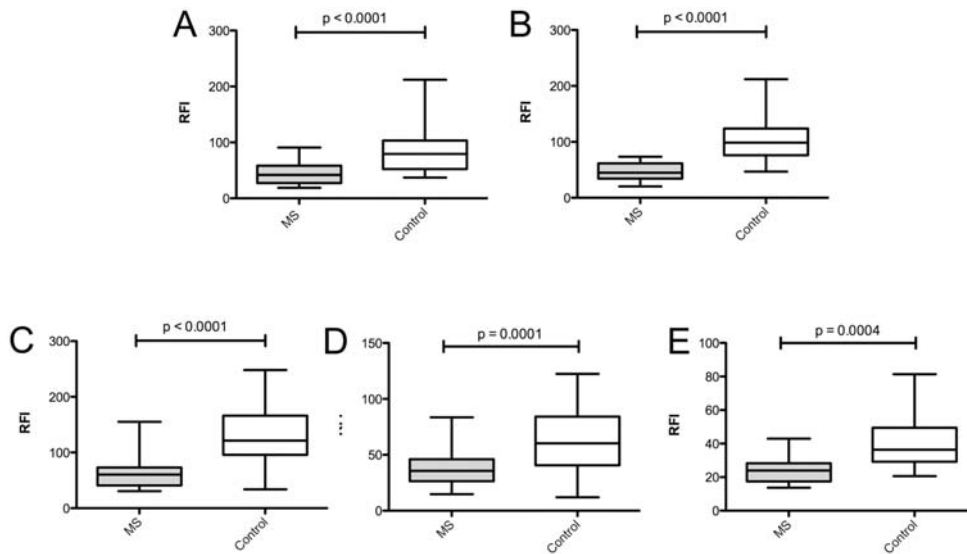 A
p < 0.0001
300
200
100
0
RFI
MS
Control
B
p < 0.0001
300
200
100
0
RFI
MS
Control
C
p < 0.0001
300
200
100
0
RFI
MS
Control
D
p = 0.0001
150
100
50
0
MS
Control
E
p = 0.0004
100
80
60
40
20
0
RFI
MS
Control